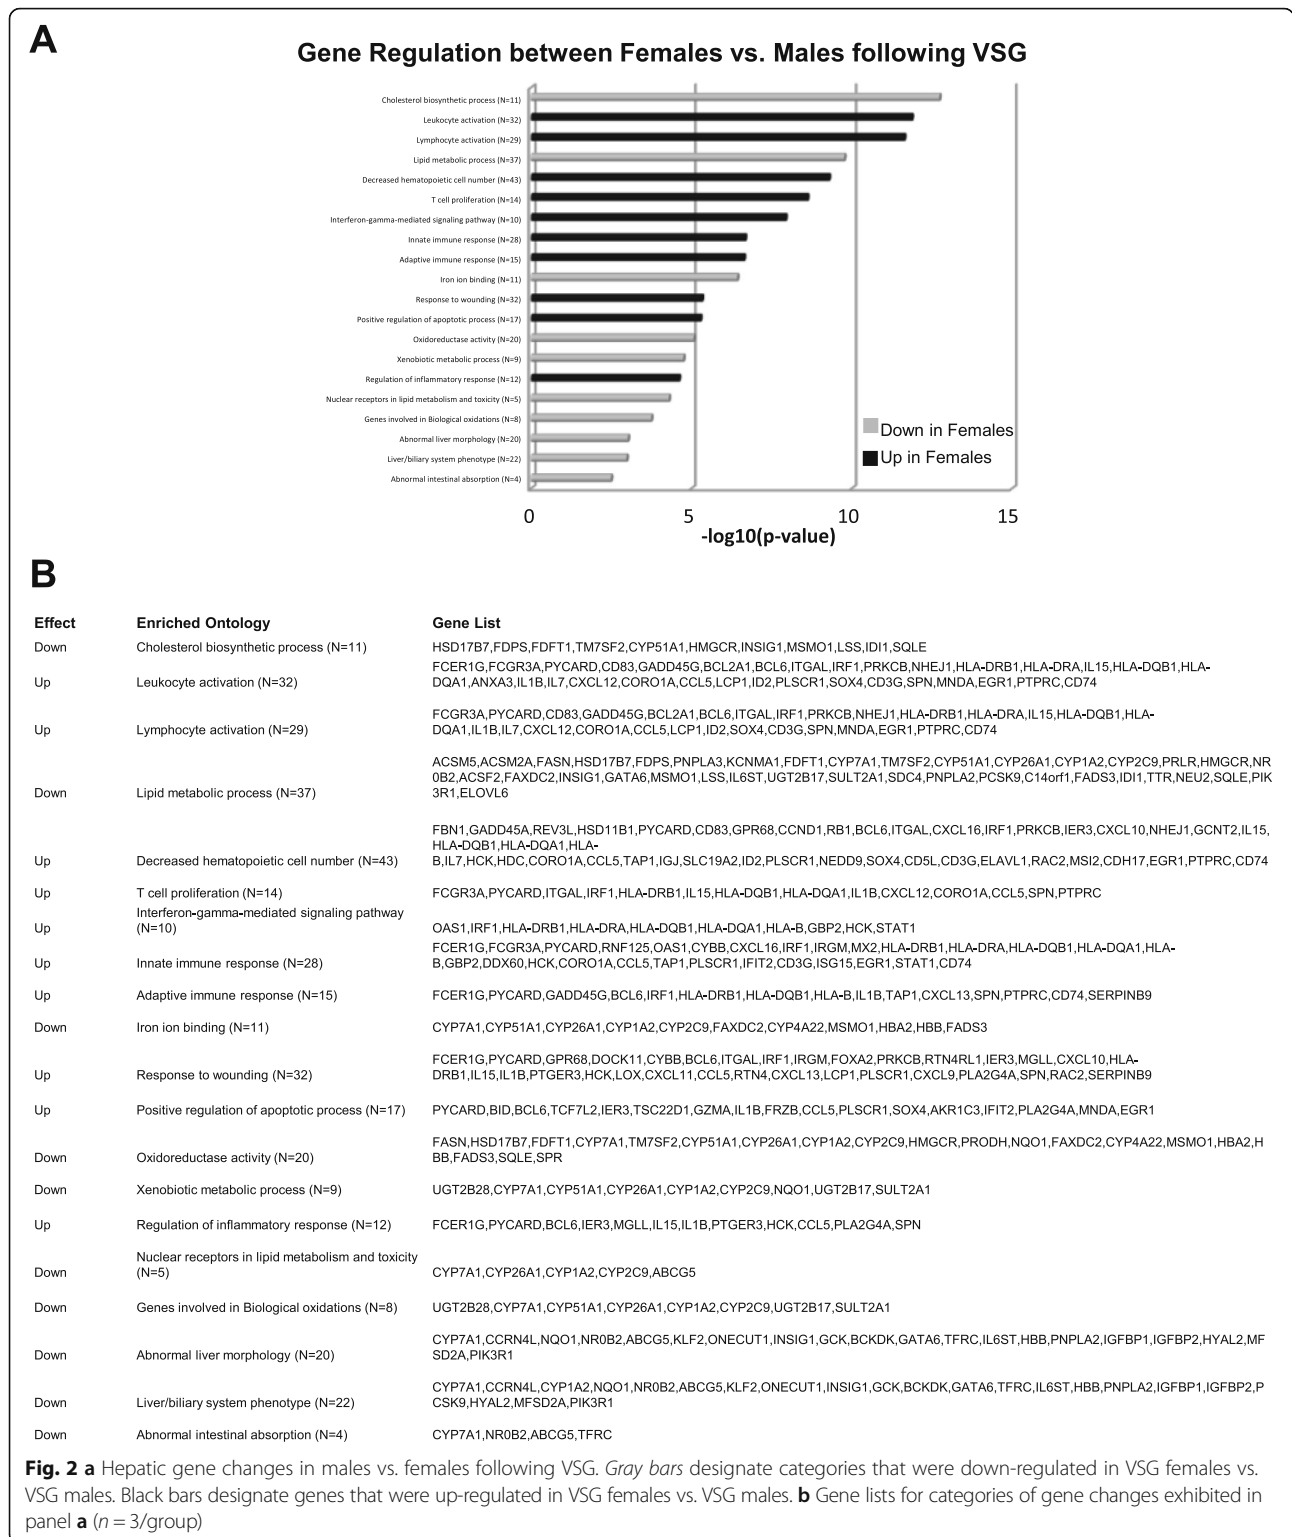 A
Gene Regulation between Females vs. Males following VSG
Cholesterol biosynthetic process (N=11)
Leukocyte activation (N=32)
Lymphocyte activation (N=29)
Lipid metabolic process (N=37)
Decreased hematopoietic cell number (N=43)
T cell proliferation (N=14)
Interferon-gamma-mediated signaling pathway (N=10)
Innate immune response (N=28)
Adaptive immune response (N=15)
Iron ion binding (N=11)
Response to wounding (N=32)
Positive regulation of apoptotic process (N=17)
Oxidoreductase activity (N=20)
Xenobiotic metabolic process (N=9)
Regulation of inflammatory response (N=12)
Nuclear receptors in lipid metabolism and toxicity (N=5)
Genes involved in Biological oxidations (N=8)
Abnormal liver morphology (N=20)
Liver/biliary system phenotype (N=22)
Abnormal intestinal absorption (N=4)
Down in Females
Up in Females
0 5 10 15
-log10(p-value)
B
Effect Enriched Ontology Gene List
Down Cholesterol biosynthetic process (N=11) HSD17B7,FDPS,FDFT1,TM7SF2,CYP51A1,HMGCR,INSIG1,MSMO1,LSS,IDI1,SQLE
FCER1G,FCGR3A,PYCARD,CD83,GADD45G,BCL2A1,BCL6,ITGAL,IRF1,PRKCB,NHEJ1,HLA-DRB1,HLA-DRA,IL15,HLA-DQB1,HLA-
Up Leukocyte activation (N=32) DQA1,ANXA3,IL1B,IL7,CXCL12,CORO1A,CCL5,LCP1,ID2,PLSCR1,SOX4,CD3G,SPN,MNDA,EGR1,PTPRC,CD74
FCGR3A,PYCARD,CD83,GADD45G,BCL2A1,BCL6,ITGAL,IRF1,PRKCB,NHEJ1,HLA-DRB1,HLA-DRA,IL15,HLA-DQB1,HLA-
Up Lymphocyte activation (N=29) DQA1,IL1B,IL7,CXCL12,CORO1A,CCL5,LCP1,ID2,SOX4,CD3G,SPN,MNDA,EGR1,PTPRC,CD74
ACSM5,ACSM2A,FASN,HSD17B7,FDPS,PNPLA3,KCNMA1,FDFT1,CYP7A1,TM7SF2,CYP51A1,CYP26A1,CYP1A2,CYP2C9,PRLR,HMGCR,NR
0B2,ACSF2,FAXDC2,INSIG1,GATA6,MSMO1,LSS,IL6ST,UGT2B17,SULT2A1,SDC4,PNPLA2,PCSK9,C14orf1,FADS3,IDI1,TTR,NEU2,SQLE,PIK
Down Lipid metabolic process (N=37) 3R1,ELOVL6
FBN1,GADD45A,REV3L,HSD11B1,PYCARD,CD83,GPR68,CCND1,RB1,BCL6,ITGAL,CXCL16,IRF1,PRKCB,IER3,CXCL10,NHEJ1,GCNT2,IL15,
HLA-DQB1,HLA-DQA1,HLA-
Up Decreased hematopoietic cell number (N=43) B,IL7,HCK,HDC,CORO1A,CCL5,TAP1,IGJ,SLC19A2,ID2,PLSCR1,NEDD9,SOX4,CD5L,CD3G,ELAVL1,RAC2,MSI2,CDH17,EGR1,PTPRC,CD74
Up T cell proliferation (N=14) FCGR3A,PYCARD,ITGAL,IRF1,HLA-DRB1,IL15,HLA-DQB1,HLA-DQA1,IL1B,CXCL12,CORO1A,CCL5,SPN,PTPRC
Interferon-gamma-mediated signaling pathway
Up (N=10) OAS1,IRF1,HLA-DRB1,HLA-DRA,HLA-DQB1,HLA-DQA1,HLA-B,GBP2,HCK,STAT1
FCER1G,FCGR3A,PYCARD,RNF125,OAS1,CYBB,CXCL16,IRF1,IRGM,MX2,HLA-DRB1,HLA-DRA,HLA-DQB1,HLA-DQA1,HLA-
Up Innate immune response (N=28) B,GBP2,DDX60,HCK,CORO1A,CCL5,TAP1,PLSCR1,IFIT2,CD3G,ISG15,EGR1,STAT1,CD74
Up Adaptive immune response (N=15) FCER1G,PYCARD,GADD45G,BCL6,IRF1,HLA-DRB1,HLA-DQB1,HLA-B,IL1B,TAP1,CXCL13,SPN,PTPRC,CD74,SERPINB9
Down Iron ion binding (N=11) CYP7A1,CYP51A1,CYP26A1,CYP1A2,CYP2C9,FAXDC2,CYP4A22,MSMO1,HBA2,HBB,FADS3
FCER1G,PYCARD,GPR68,DOCK11,CYBB,BCL6,ITGAL,IRF1,IRGM,FOXA2,PRKCB,RTN4RL1,IER3,MGLL,CXCL10,HLA-
Up Response to wounding (N=32) DRB1,IL15,IL1B,PTGER3,HCK,LOX,CXCL11,CCL5,RTN4,CXCL13,LCP1,PLSCR1,CXCL9,PLA2G4A,SPN,RAC2,SERPINB9
Up Positive regulation of apoptotic process (N=17) PYCARD,BID,BCL6,TCF7L2,IER3,TSC22D1,GZMA,IL1B,FRZB,CCL5,PLSCR1,SOX4,AKR1C3,IFIT2,PLA2G4A,MNDA,EGR1
FASN,HSD17B7,FDFT1,CYP7A1,TM7SF2,CYP51A1,CYP26A1,CYP1A2,CYP2C9,HMGCR,PRODH,NQO1,FAXDC2,CYP4A22,MSMO1,HBA2,H
Down Oxidoreductase activity (N=20) BB,FADS3,SQLE,SPR
Down Xenobiotic metabolic process (N=9) UGT2B28,CYP7A1,CYP51A1,CYP26A1,CYP1A2,CYP2C9,NQO1,UGT2B17,SULT2A1
Up Regulation of inflammatory response (N=12) FCER1G,PYCARD,BCL6,IER3,MGLL,IL15,IL1B,PTGER3,HCK,CCL5,PLA2G4A,SPN
Nuclear receptors in lipid metabolism and toxicity
Down (N=5) CYP7A1,CYP26A1,CYP1A2,CYP2C9,ABCG5
Down Genes involved in Biological oxidations (N=8) UGT2B28,CYP7A1,CYP51A1,CYP26A1,CYP1A2,CYP2C9,UGT2B17,SULT2A1
CYP7A1,CCRN4L,NQO1,NR0B2,ABCG5,KLF2,ONECUT1,INSIG1,GCK,BCKDK,GATA6,TFRC,IL6ST,HBB,PNPLA2,IGFBP1,IGFBP2,HYAL2,MF
Down Abnormal liver morphology (N=20) SD2A,PIK3R1
CYP7A1,CCRN4L,CYP1A2,NQO1,NR0B2,ABCG5,KLF2,ONECUT1,INSIG1,GCK,BCKDK,GATA6,TFRC,IL6ST,HBB,PNPLA2,IGFBP1,IGFBP2,P
Down Liver/biliary system phenotype (N=22) CSK9,HYAL2,MFSD2A,PIK3R1
Down Abnormal intestinal absorption (N=4) CYP7A1,NR0B2,ABCG5,TFRC
Fig. 2 a Hepatic gene changes in males vs. females following VSG. Gray bars designate categories that were down-regulated in VSG females vs.
VSG males. Black bars designate genes that were up-regulated in VSG females vs. VSG males. b Gene lists for categories of gene changes exhibited in
panel a (n = 3/group)